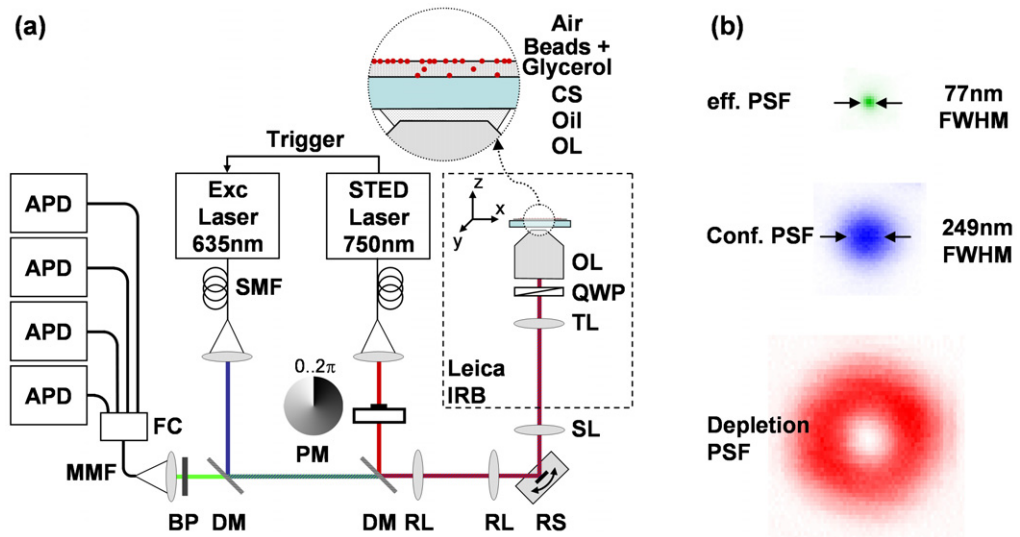 (a)
Air
Beads +
Glycerol
CS
Oil
OL
Trigger
APD
APD
APD
APD
Exc
Laser
635nm
STED
Laser
750nm
SMF
z
x
y
OL
QWP
TL
Leica
IRB
0..2π
PM
FC
MMF
SL
BP
DM
DM
RL
RL
RS
(b)
eff. PSF
77nm
FWHM
Conf. PSF
249nm
FWHM
Depletion
PSF